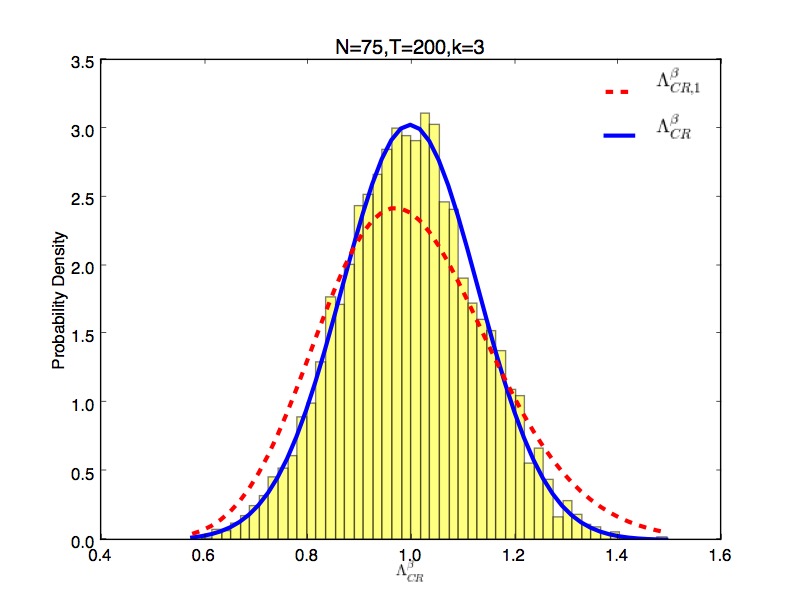 N=75,T=200,k=3
3.5
3.0
2.5
2.0
1.5
1.0
0.5
0.0
Probability Density
Λ^β_{CR,1}
Λ^β_{CR}
0.4 0.6 0.8 1.0 1.2 1.4 1.6
Λ^β_{CR}